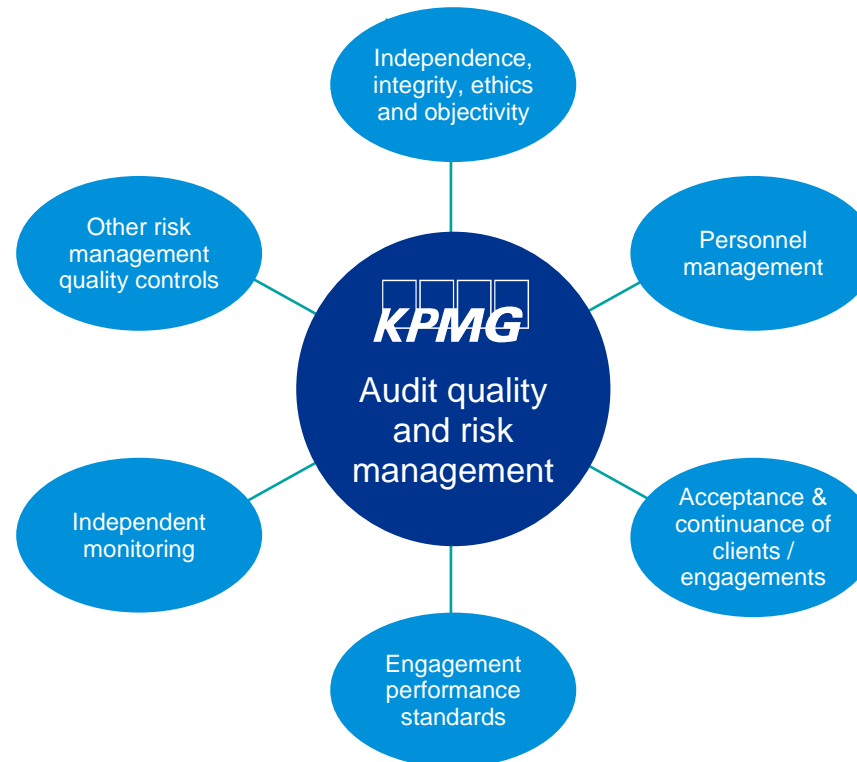 Independence,
integrity, ethics
and objectivity
Other risk
management
quality controls
Personnel
management
KPMG
Audit quality
and risk
management
Independent
monitoring
Acceptance &
continuance of
clients /
engagements
Engagement
performance
standards